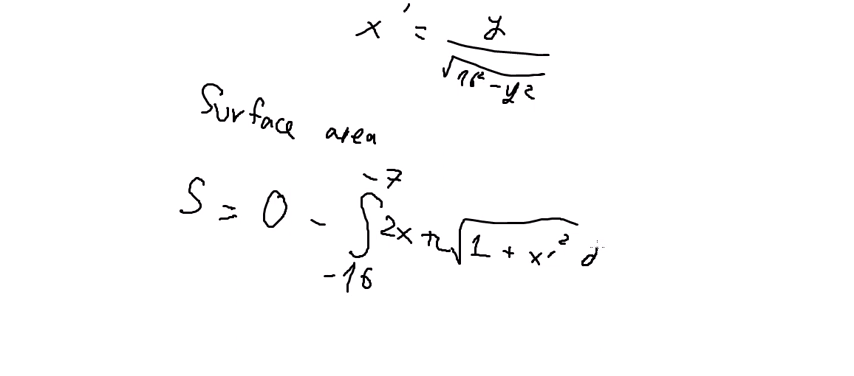 x' = y / √(16² - y²)
Surface area
S = 0 - ∫_{-16}^{-7} 2xπ √(1 + x'²) d